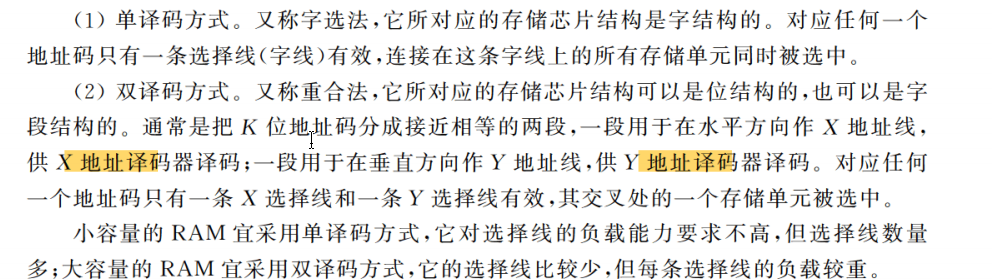 (1) 单译码方式。又称字选法,它所对应的存储芯片结构是字结构的。对应任何一个
地址码只有一条选择线(字线)有效,连接在这条字线上的所有存储单元同时被选中。
(2) 双译码方式。又称重合法,它所对应的存储芯片结构可以是位结构的,也可以是字
段结构的。通常是把 K 位地址码分成接近相等的两段,一段用于在水平方向作 X 地址线,
供 X 地址译码器译码;一段用于在垂直方向作 Y 地址线,供 Y 地址译码器译码。对应任何
一个地址码只有一条 X 选择线和一条 Y 选择线有效,其交叉处的一个存储单元被选中。
小容量的 RAM 宜采用单译码方式,它对选择线的负载能力要求不高,但选择线数量
多;大容量的 RAM 宜采用双译码方式,它的选择线比较少,但每条选择线的负载较重。